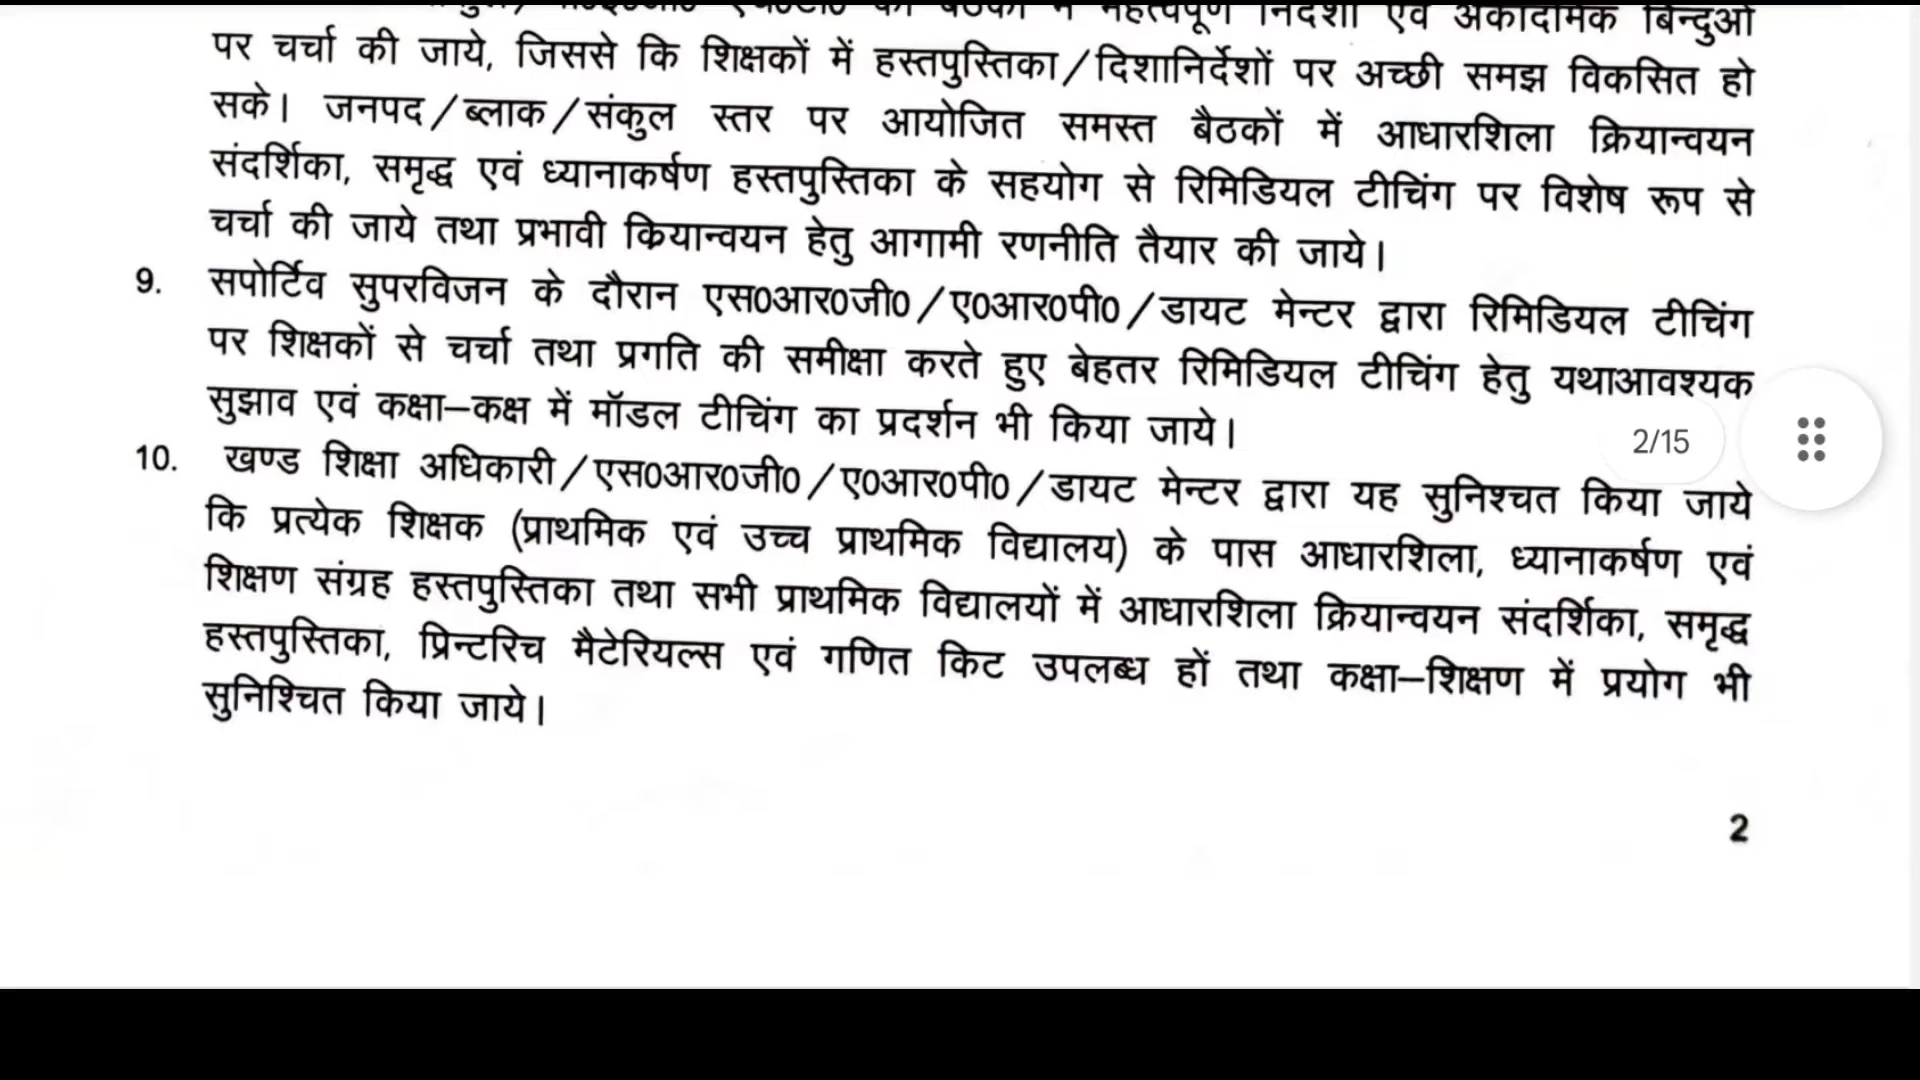 की बैठकों में महत्वपूर्ण निर्देशों एवं अकादमिक बिन्दुओं
पर चर्चा की जाये, जिससे कि शिक्षकों में हस्तपुस्तिका/दिशानिर्देशों पर अच्छी समझ विकसित हो
सके। जनपद/ब्लाक/संकुल स्तर पर आयोजित समस्त बैठकों में आधारशिला क्रियान्वयन
संदर्शिका, समृद्ध एवं ध्यानाकर्षण हस्तपुस्तिका के सहयोग से रिमिडियल टीचिंग पर विशेष रूप से
चर्चा की जाये तथा प्रभावी कियान्वयन हेतु आगामी रणनीति तैयार की जाये।
9. सपोर्टिव सुपरविजन के दौरान एस0आर0जी0/ए0आर0पी0/डायट मेन्टर द्वारा रिमिडियल टीचिंग
पर शिक्षकों से चर्चा तथा प्रगति की समीक्षा करते हुए बेहतर रिमिडियल टीचिंग हेतु यथाआवश्यक
सुझाव एवं कक्षा–कक्ष में मॉडल टीचिंग का प्रदर्शन भी किया जाये।
2/15
10. खण्ड शिक्षा अधिकारी/एस0आर0जी0/ए0आर0पी0/डायट मेन्टर द्वारा यह सुनिश्चत किया जाये
कि प्रत्येक शिक्षक (प्राथमिक एवं उच्च प्राथमिक विद्यालय) के पास आधारशिला, ध्यानाकर्षण एवं
शिक्षण संग्रह हस्तपुस्तिका तथा सभी प्राथमिक विद्यालयों में आधारशिला क्रियान्वयन संदर्शिका, समृद्ध
हस्तपुस्तिका, प्रिन्टरिच मैटेरियल्स एवं गणित किट उपलब्ध हों तथा कक्षा–शिक्षण में प्रयोग भी
सुनिश्चित किया जाये।
2